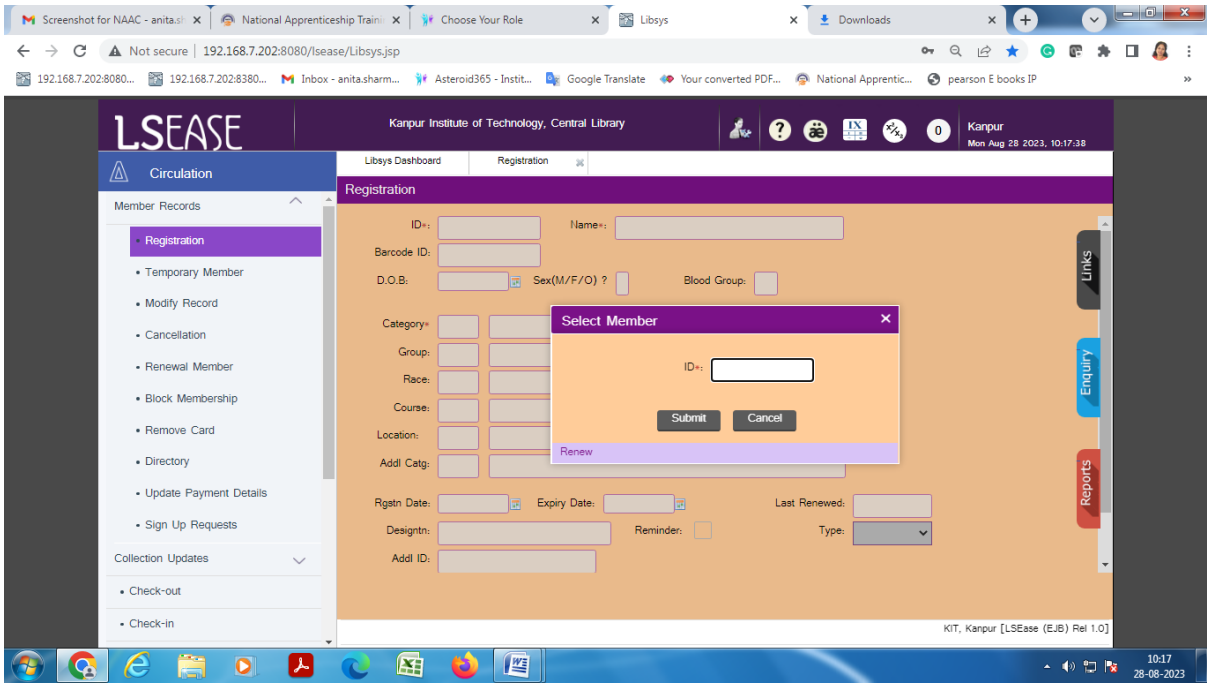 Screenshot for NAAC - anita.sh
National Apprenticeship Traini
Choose Your Role
Libsys
Downloads
Not secure | 192.168.7.202:8080/lsease/Libsys.jsp
192.168.7.202:8080...
192.168.7.202:8380...
Inbox - anita.sharm...
Asteroid365 - Instit...
Google Translate
Your converted PDF...
National Apprentic...
pearson E books IP
»
LSEASE
Kanpur Institute of Technology, Central Library
0
Kanpur
Mon Aug 28 2023, 10:17:38
Circulation
Libsys Dashboard
Registration
Member Records
Registration
• Registration
• Temporary Member
• Modify Record
• Cancellation
• Renewal Member
• Block Membership
• Remove Card
• Directory
• Update Payment Details
• Sign Up Requests
Collection Updates
• Check-out
• Check-in
ID*:
Name*:
Barcode ID:
D.O.B:
Sex(M/F/O) ?
Blood Group:
Category*
Group:
Race:
Course:
Location:
Addl Catg:
Select Member
ID*:
Submit
Cancel
Renew
Rgstn Date:
Expiry Date:
Last Renewed:
Designtn:
Reminder:
Type:
Addl ID:
Links
Enquiry
Reports
KIT, Kanpur [LSEase (EJB) Rel 1.0]
10:17
28-08-2023